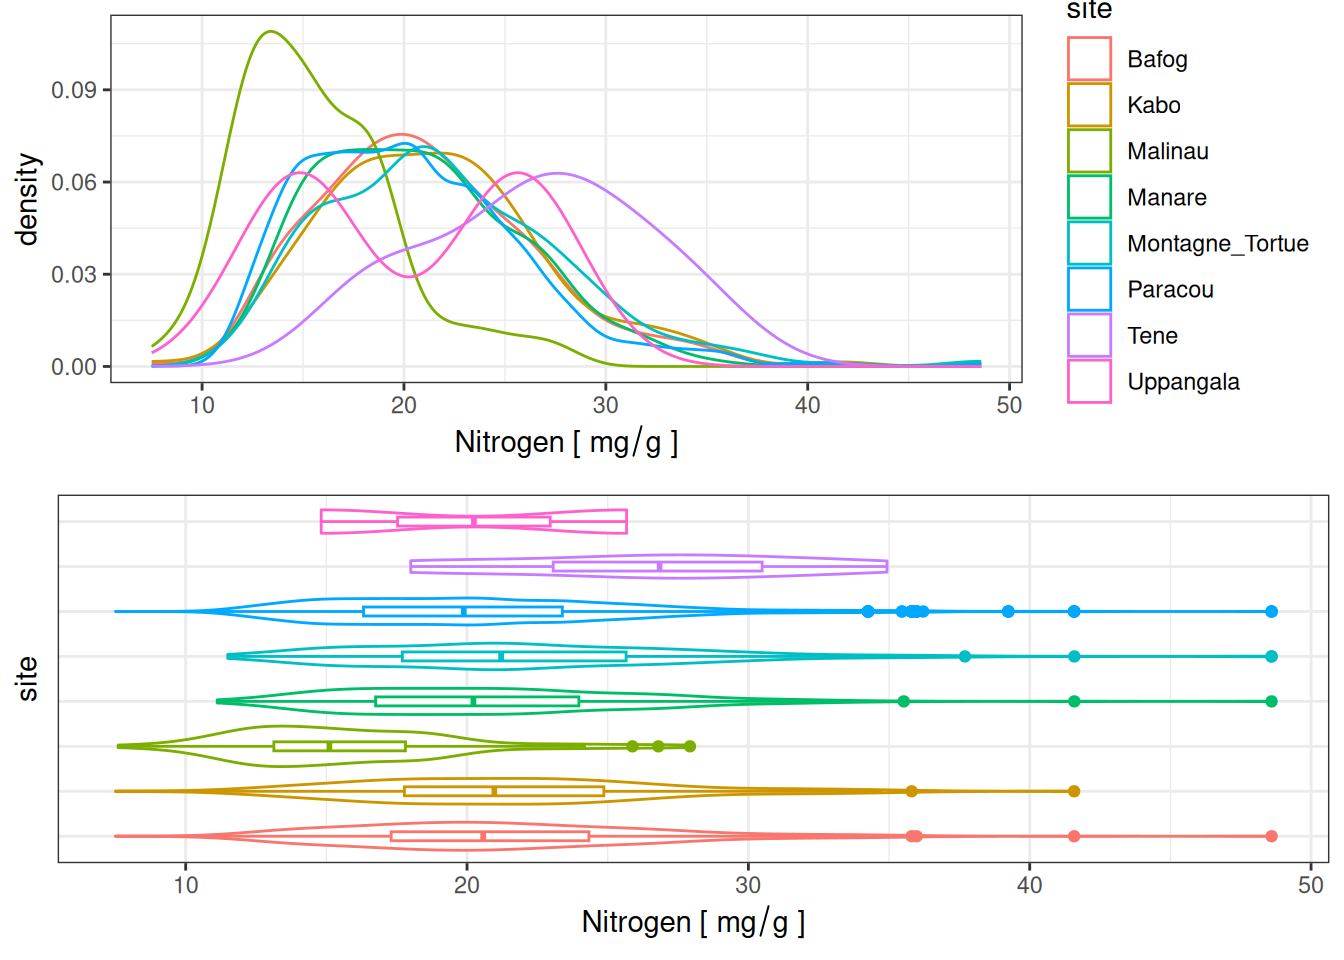 site
Bafog
Kabo
Malinau
Manare
Montagne_Tortue
Paracou
Tene
Uppangala
density
0.09
0.06
0.03
0.00
10 20 30 40 50
Nitrogen [ mg/g ]
site
10 20 30 40 50
Nitrogen [ mg/g ]